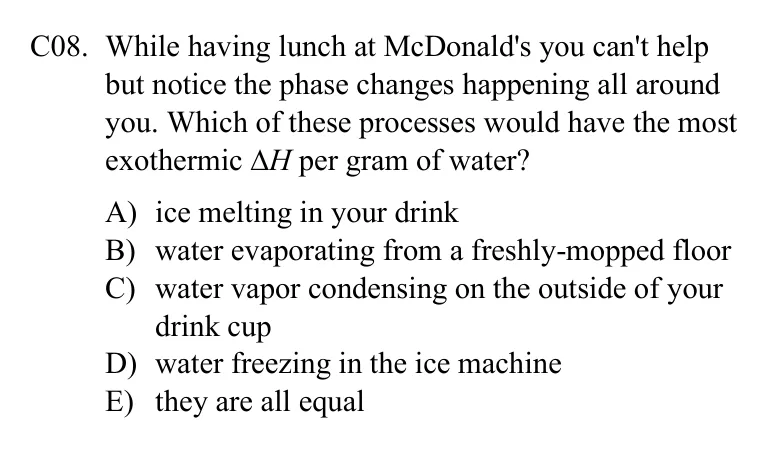 C08. While having lunch at McDonald's you can't help
but notice the phase changes happening all around
you. Which of these processes would have the most
exothermic ΔH per gram of water?
A) ice melting in your drink
B) water evaporating from a freshly-mopped floor
C) water vapor condensing on the outside of your
drink cup
D) water freezing in the ice machine
E) they are all equal